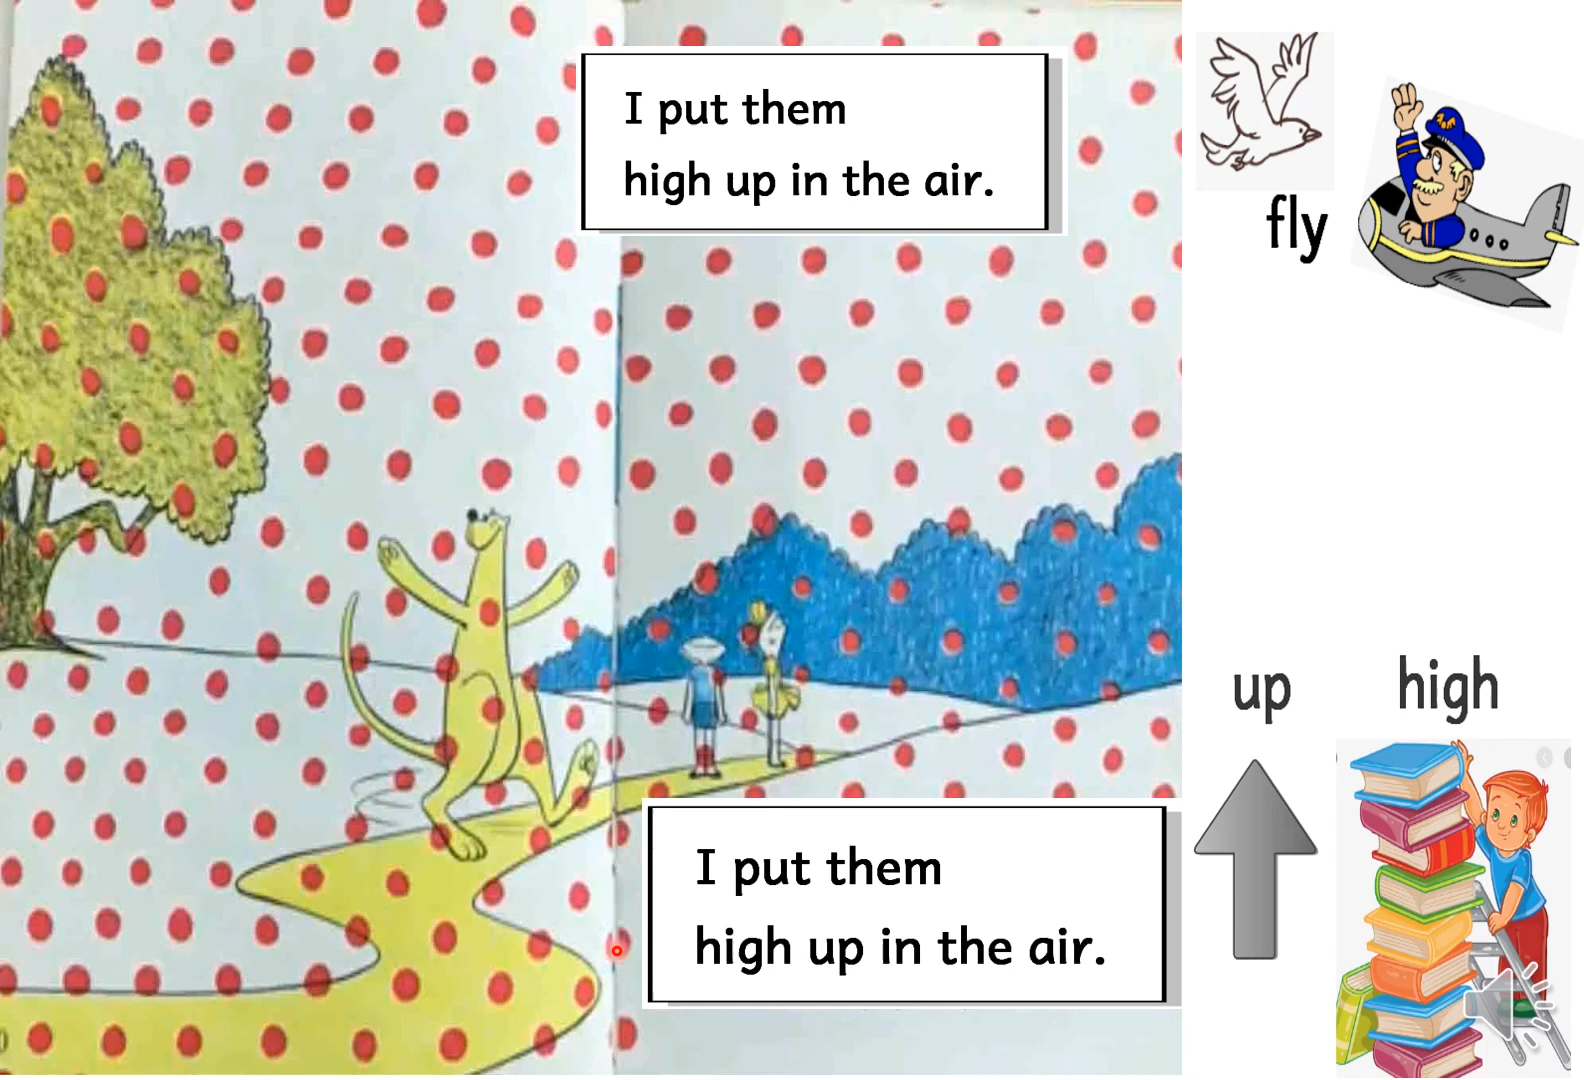 I put them
high up in the air.
fly
I put them
high up in the air.
up
high